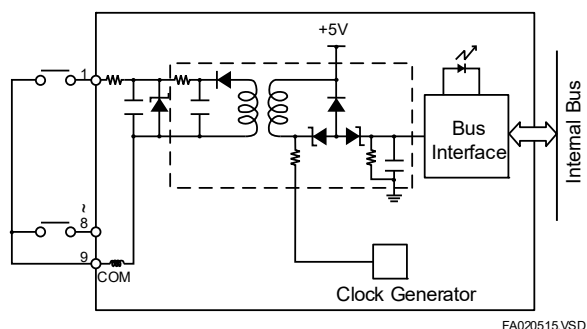 +5V
1
~
8
9
COM
Bus
Interface
Internal Bus
Clock Generator
FA020515.VSD